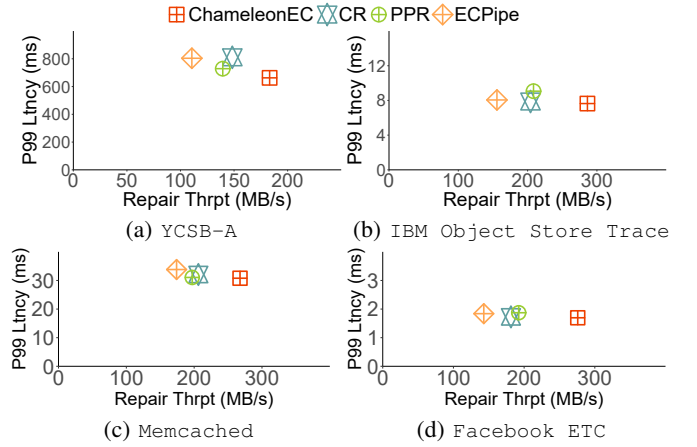 ChameleonEC CR PPR ECPipe
P99 Ltncy (ms)
800
600
400
200
0
0 50 100 150 200
Repair Thrpt (MB/s)
(a) YCSB-A
P99 Ltncy (ms)
12
8
4
0
0 100 200 300
Repair Thrpt (MB/s)
(b) IBM Object Store Trace
P99 Ltncy (ms)
30
20
10
0
0 100 200 300
Repair Thrpt (MB/s)
(c) Memcached
P99 Ltncy (ms)
3
2
1
0
0 100 200 300
Repair Thrpt (MB/s)
(d) Facebook ETC